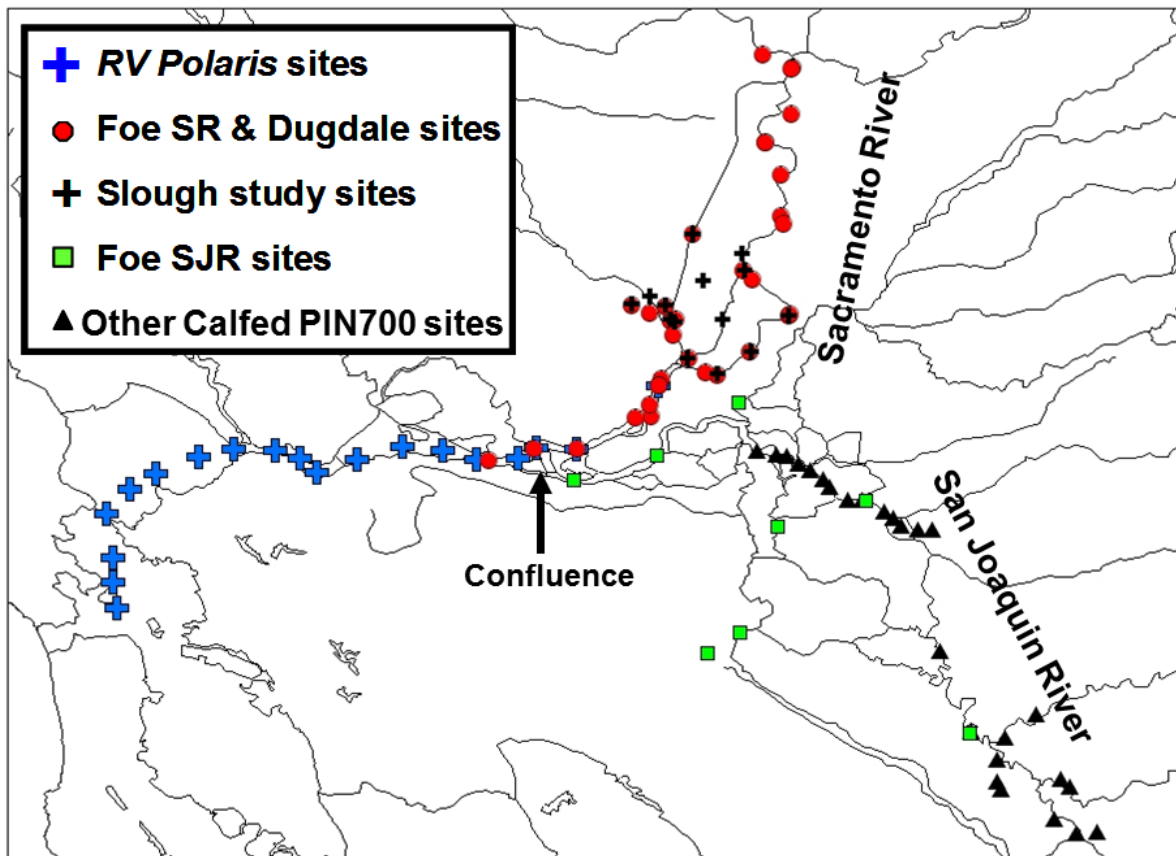 RV Polaris sites
Foe SR & Dugdale sites
Slough study sites
Foe SJR sites
Other Calfed PIN700 sites
Sacramento River
San Joaquin River
Confluence